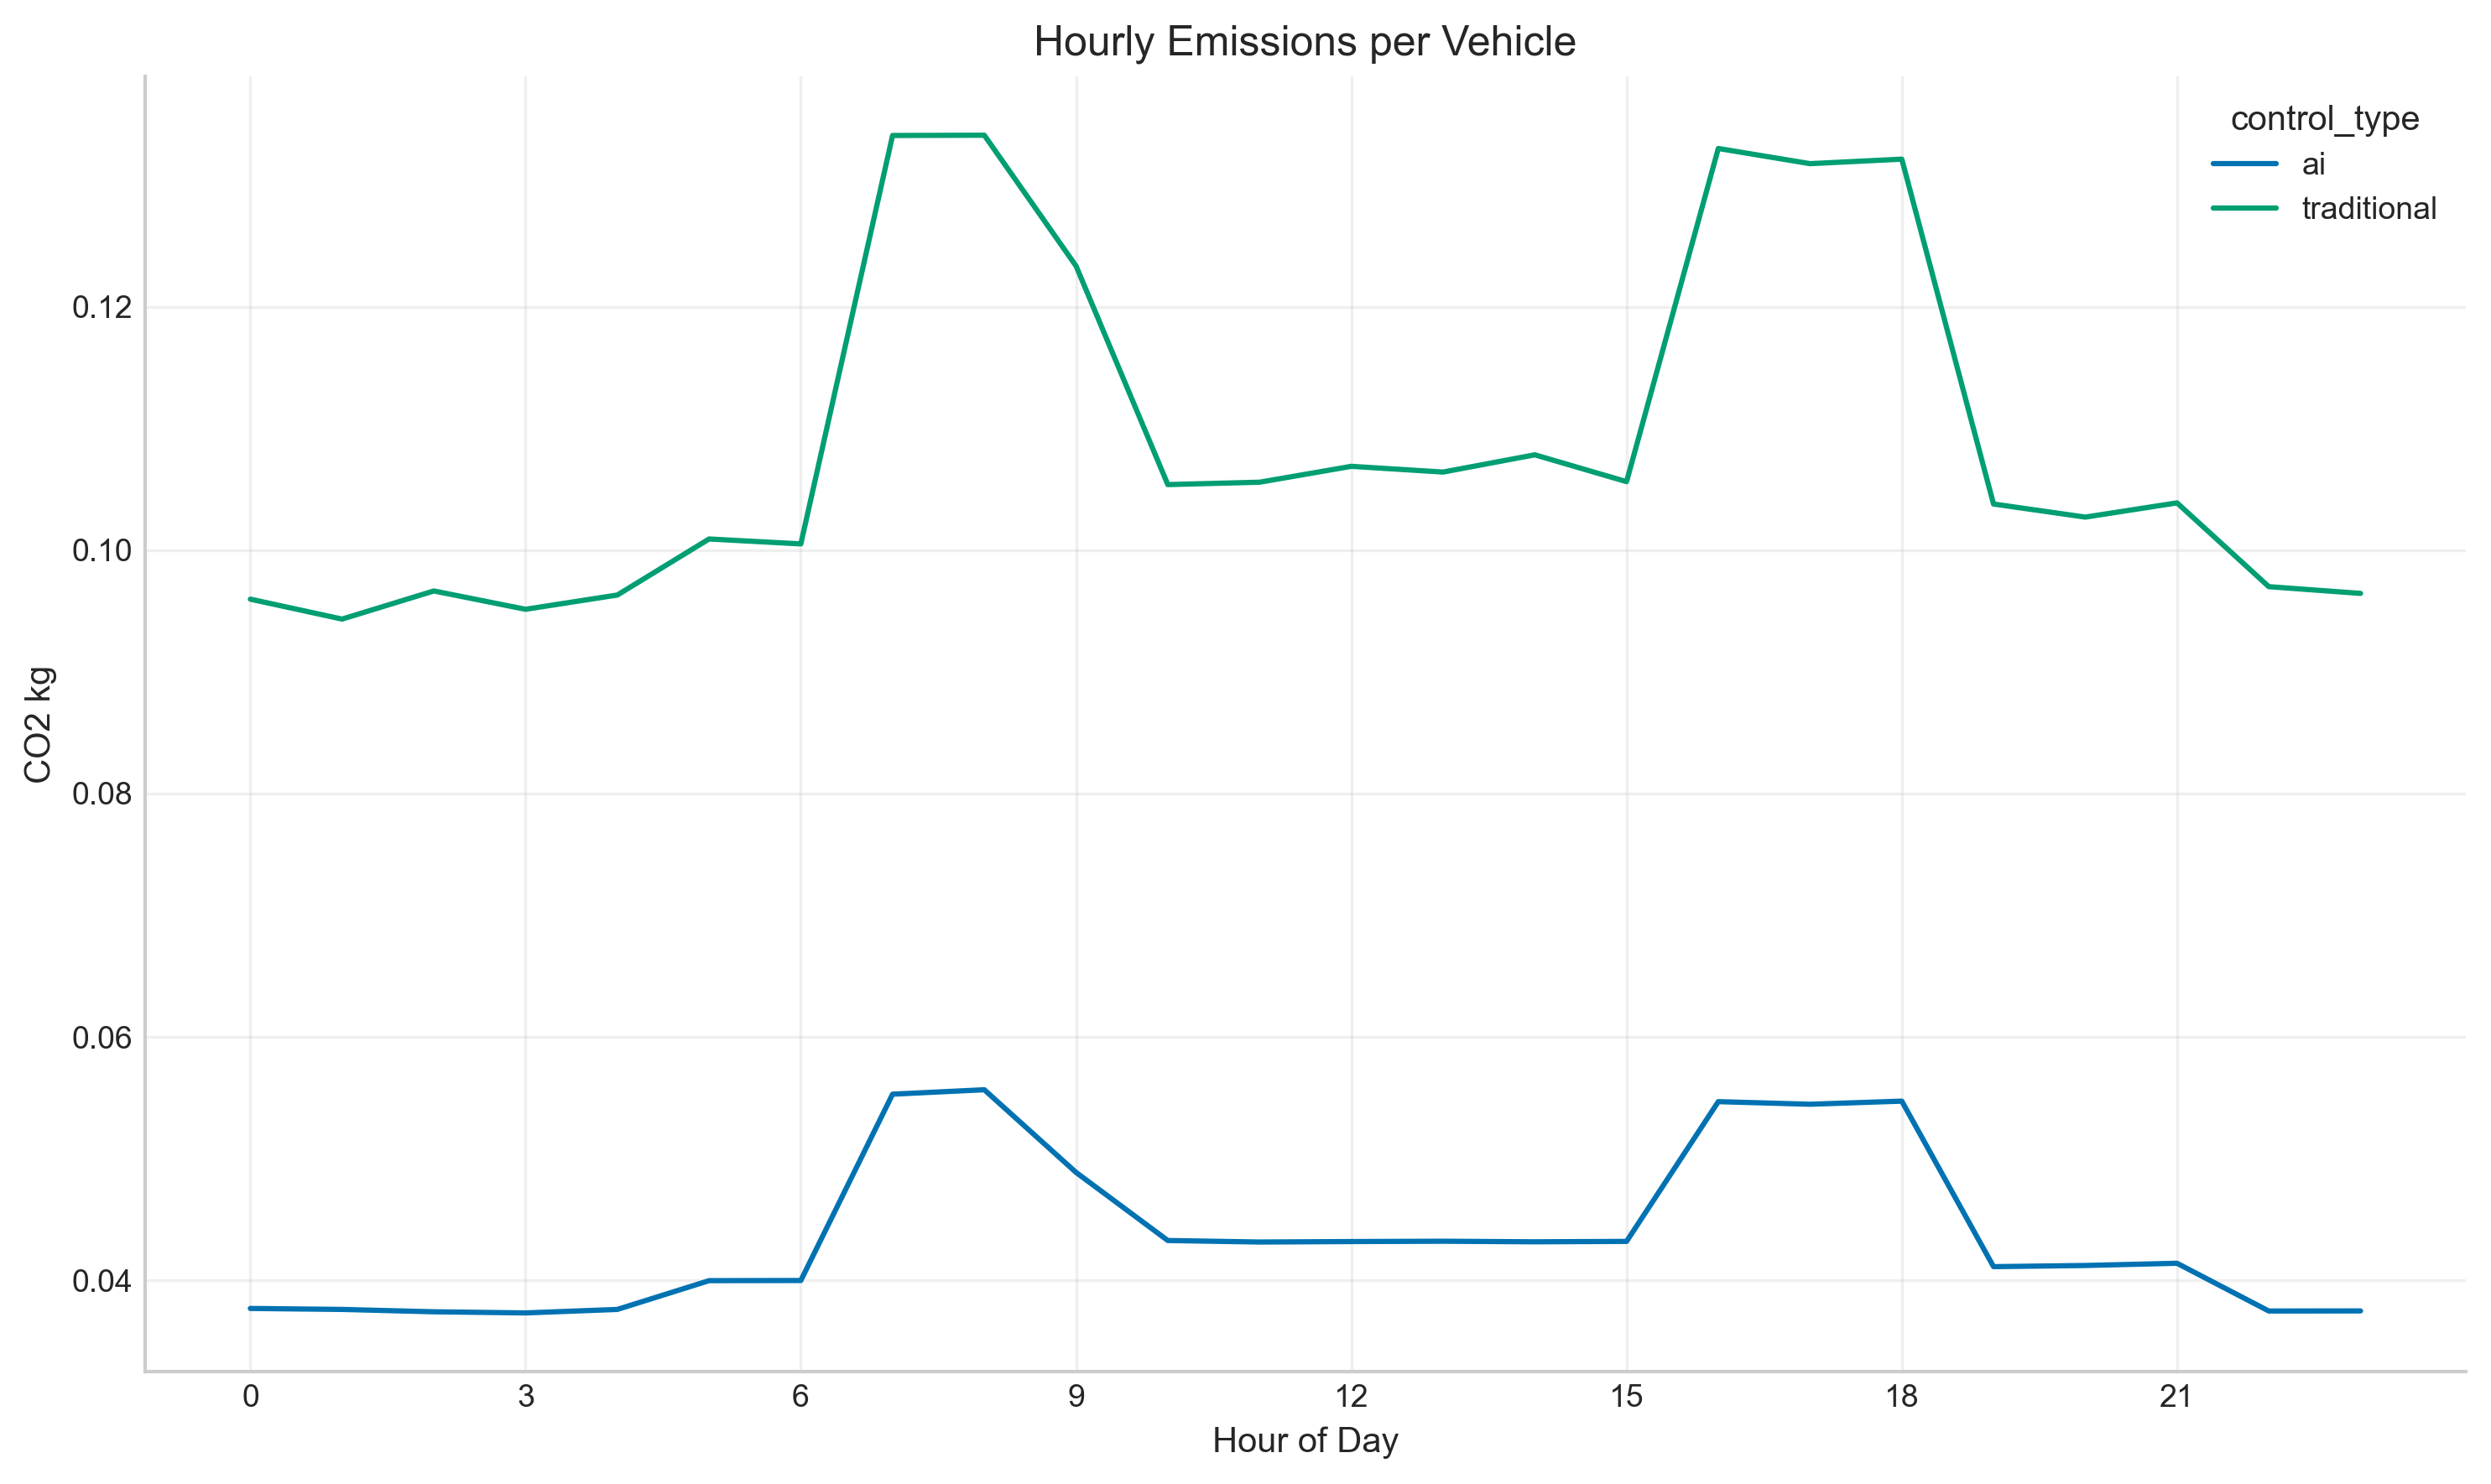 Hourly Emissions per Vehicle
control_type
ai
traditional
0.12
0.10
0.08
0.06
0.04
CO2 kg
0 3 6 9 12 15 18 21
Hour of Day